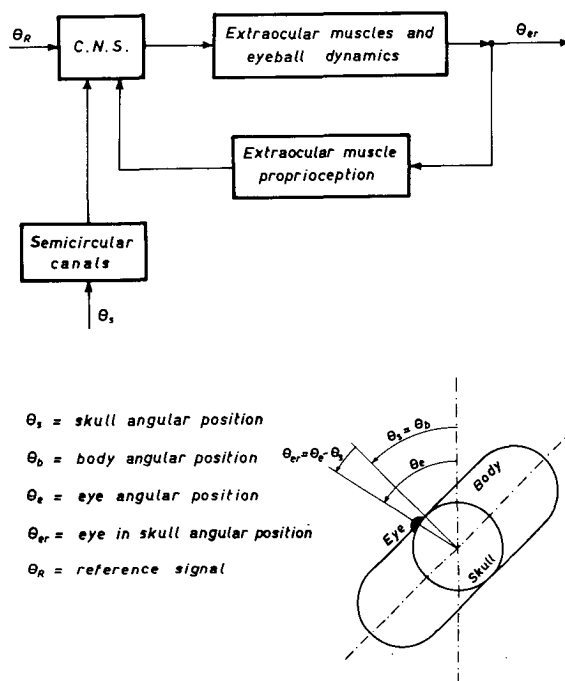 θR
C.N.S.
Extraocular muscles and
eyeball dynamics
θer
Extraocular muscle
proprioception
Semicircular
canals
θs
θs = skull angular position
θb = body angular position
θe = eye angular position
θer = eye in skull angular position
θR = reference signal
θs = θb
θer = θe - θs
θe
Body
Eye
Skull